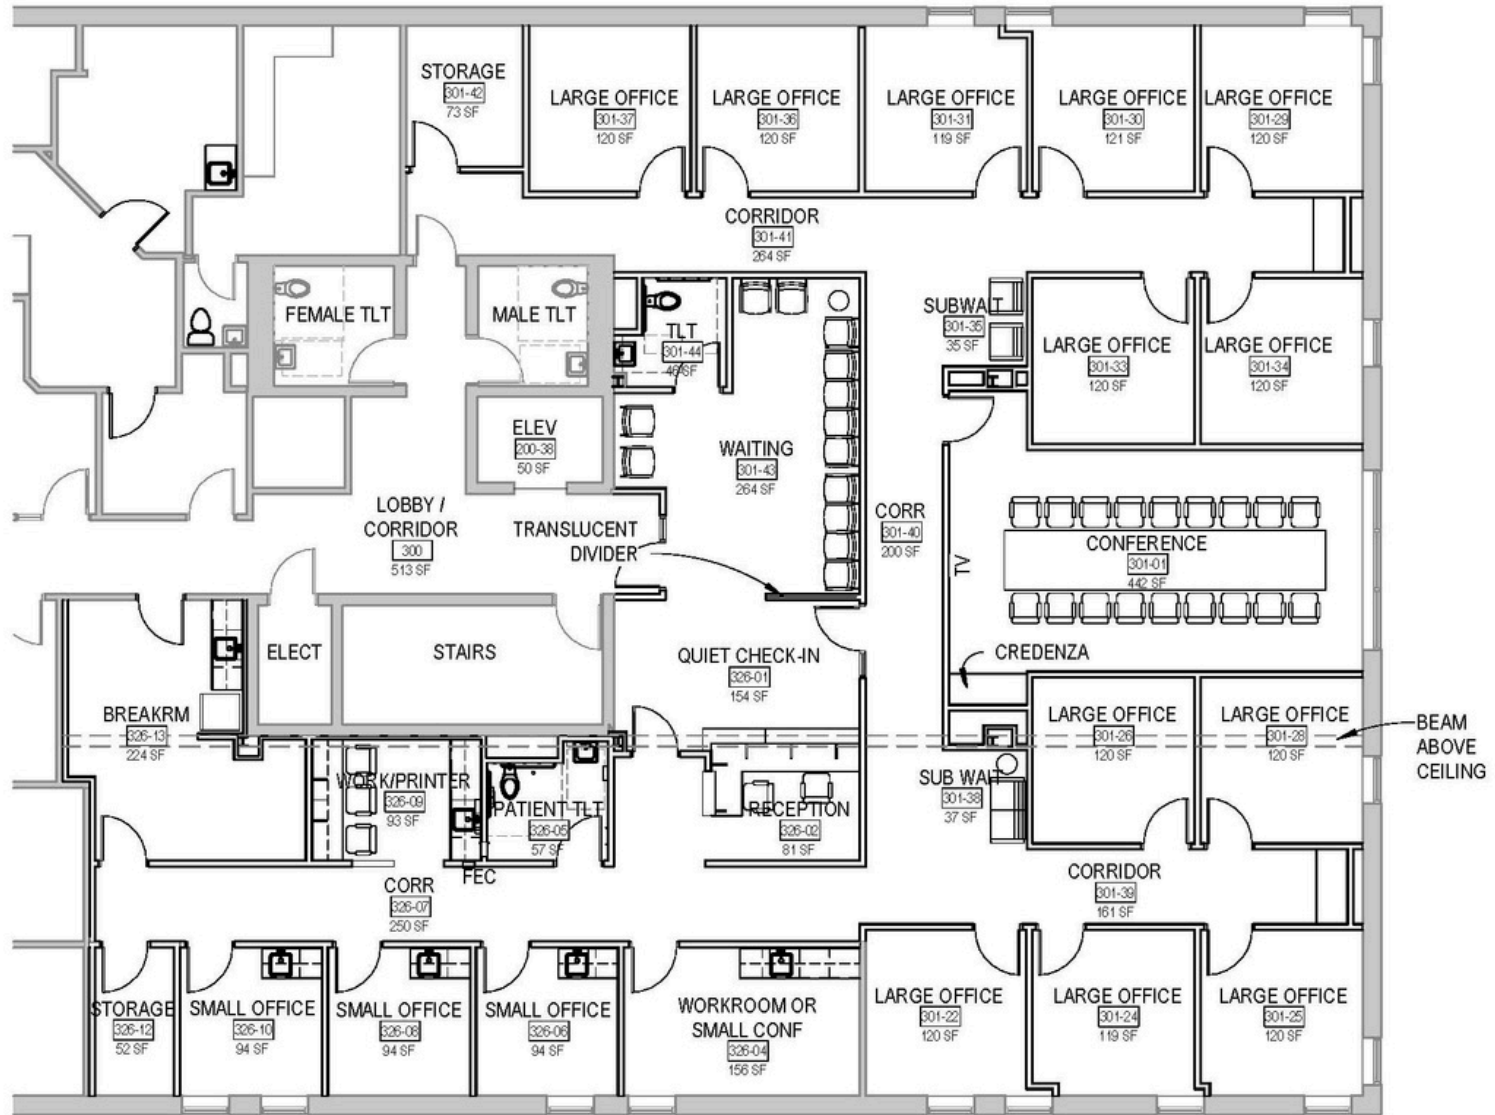 STORAGE
301-42
73 SF
LARGE OFFICE
301-37
120 SF
LARGE OFFICE
301-36
120 SF
LARGE OFFICE
301-31
119 SF
LARGE OFFICE
301-30
121 SF
LARGE OFFICE
301-29
120 SF
CORRIDOR
301-41
264 SF
FEMALE TLT
MALE TLT
TLT
301-44
46 SF
SUBWAIT
301-35
35 SF
LARGE OFFICE
301-33
120 SF
LARGE OFFICE
301-34
120 SF
ELEV
200-38
50 SF
WAITING
301-43
264 SF
LOBBY /
CORRIDOR
300
513 SF
TRANSLUCENT
DIVIDER
CORR
301-40
200 SF
TV
CONFERENCE
301-01
442 SF
ELECT
STAIRS
QUIET CHECK-IN
326-01
154 SF
CREDENZA
BREAKRM
326-13
224 SF
LARGE OFFICE
301-26
120 SF
LARGE OFFICE
301-28
120 SF
BEAM
ABOVE
CEILING
WORK/PRINTER
326-09
93 SF
PATIENT TLT
326-05
57 SF
RECEPTION
326-02
81 SF
SUB WAIT
301-38
37 SF
FEC
CORR
326-07
250 SF
CORRIDOR
301-39
161 SF
STORAGE
326-12
52 SF
SMALL OFFICE
326-10
94 SF
SMALL OFFICE
326-08
94 SF
SMALL OFFICE
326-06
94 SF
WORKROOM OR
SMALL CONF
326-04
156 SF
LARGE OFFICE
301-22
120 SF
LARGE OFFICE
301-24
119 SF
LARGE OFFICE
301-25
120 SF